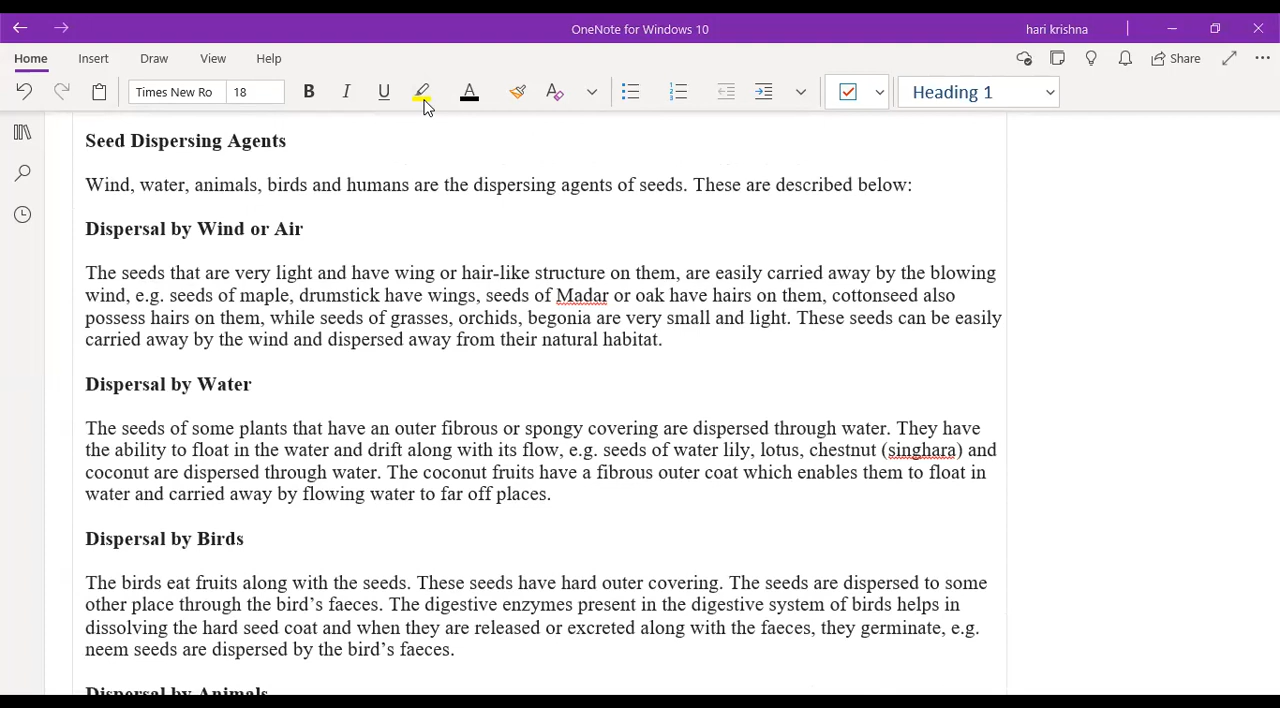 OneNote for Windows 10
hari krishna
Home Insert Draw View Help
Share
Times New Ro 18 B I U A A Heading 1
Seed Dispersing Agents
Wind, water, animals, birds and humans are the dispersing agents of seeds. These are described below:
Dispersal by Wind or Air
The seeds that are very light and have wing or hair-like structure on them, are easily carried away by the blowing
wind, e.g. seeds of maple, drumstick have wings, seeds of Madar or oak have hairs on them, cottonseed also
possess hairs on them, while seeds of grasses, orchids, begonia are very small and light. These seeds can be easily
carried away by the wind and dispersed away from their natural habitat.
Dispersal by Water
The seeds of some plants that have an outer fibrous or spongy covering are dispersed through water. They have
the ability to float in the water and drift along with its flow, e.g. seeds of water lily, lotus, chestnut (singhara) and
coconut are dispersed through water. The coconut fruits have a fibrous outer coat which enables them to float in
water and carried away by flowing water to far off places.
Dispersal by Birds
The birds eat fruits along with the seeds. These seeds have hard outer covering. The seeds are dispersed to some
other place through the bird’s faeces. The digestive enzymes present in the digestive system of birds helps in
dissolving the hard seed coat and when they are released or excreted along with the faeces, they germinate, e.g.
neem seeds are dispersed by the bird’s faeces.
Dispersal by Animals